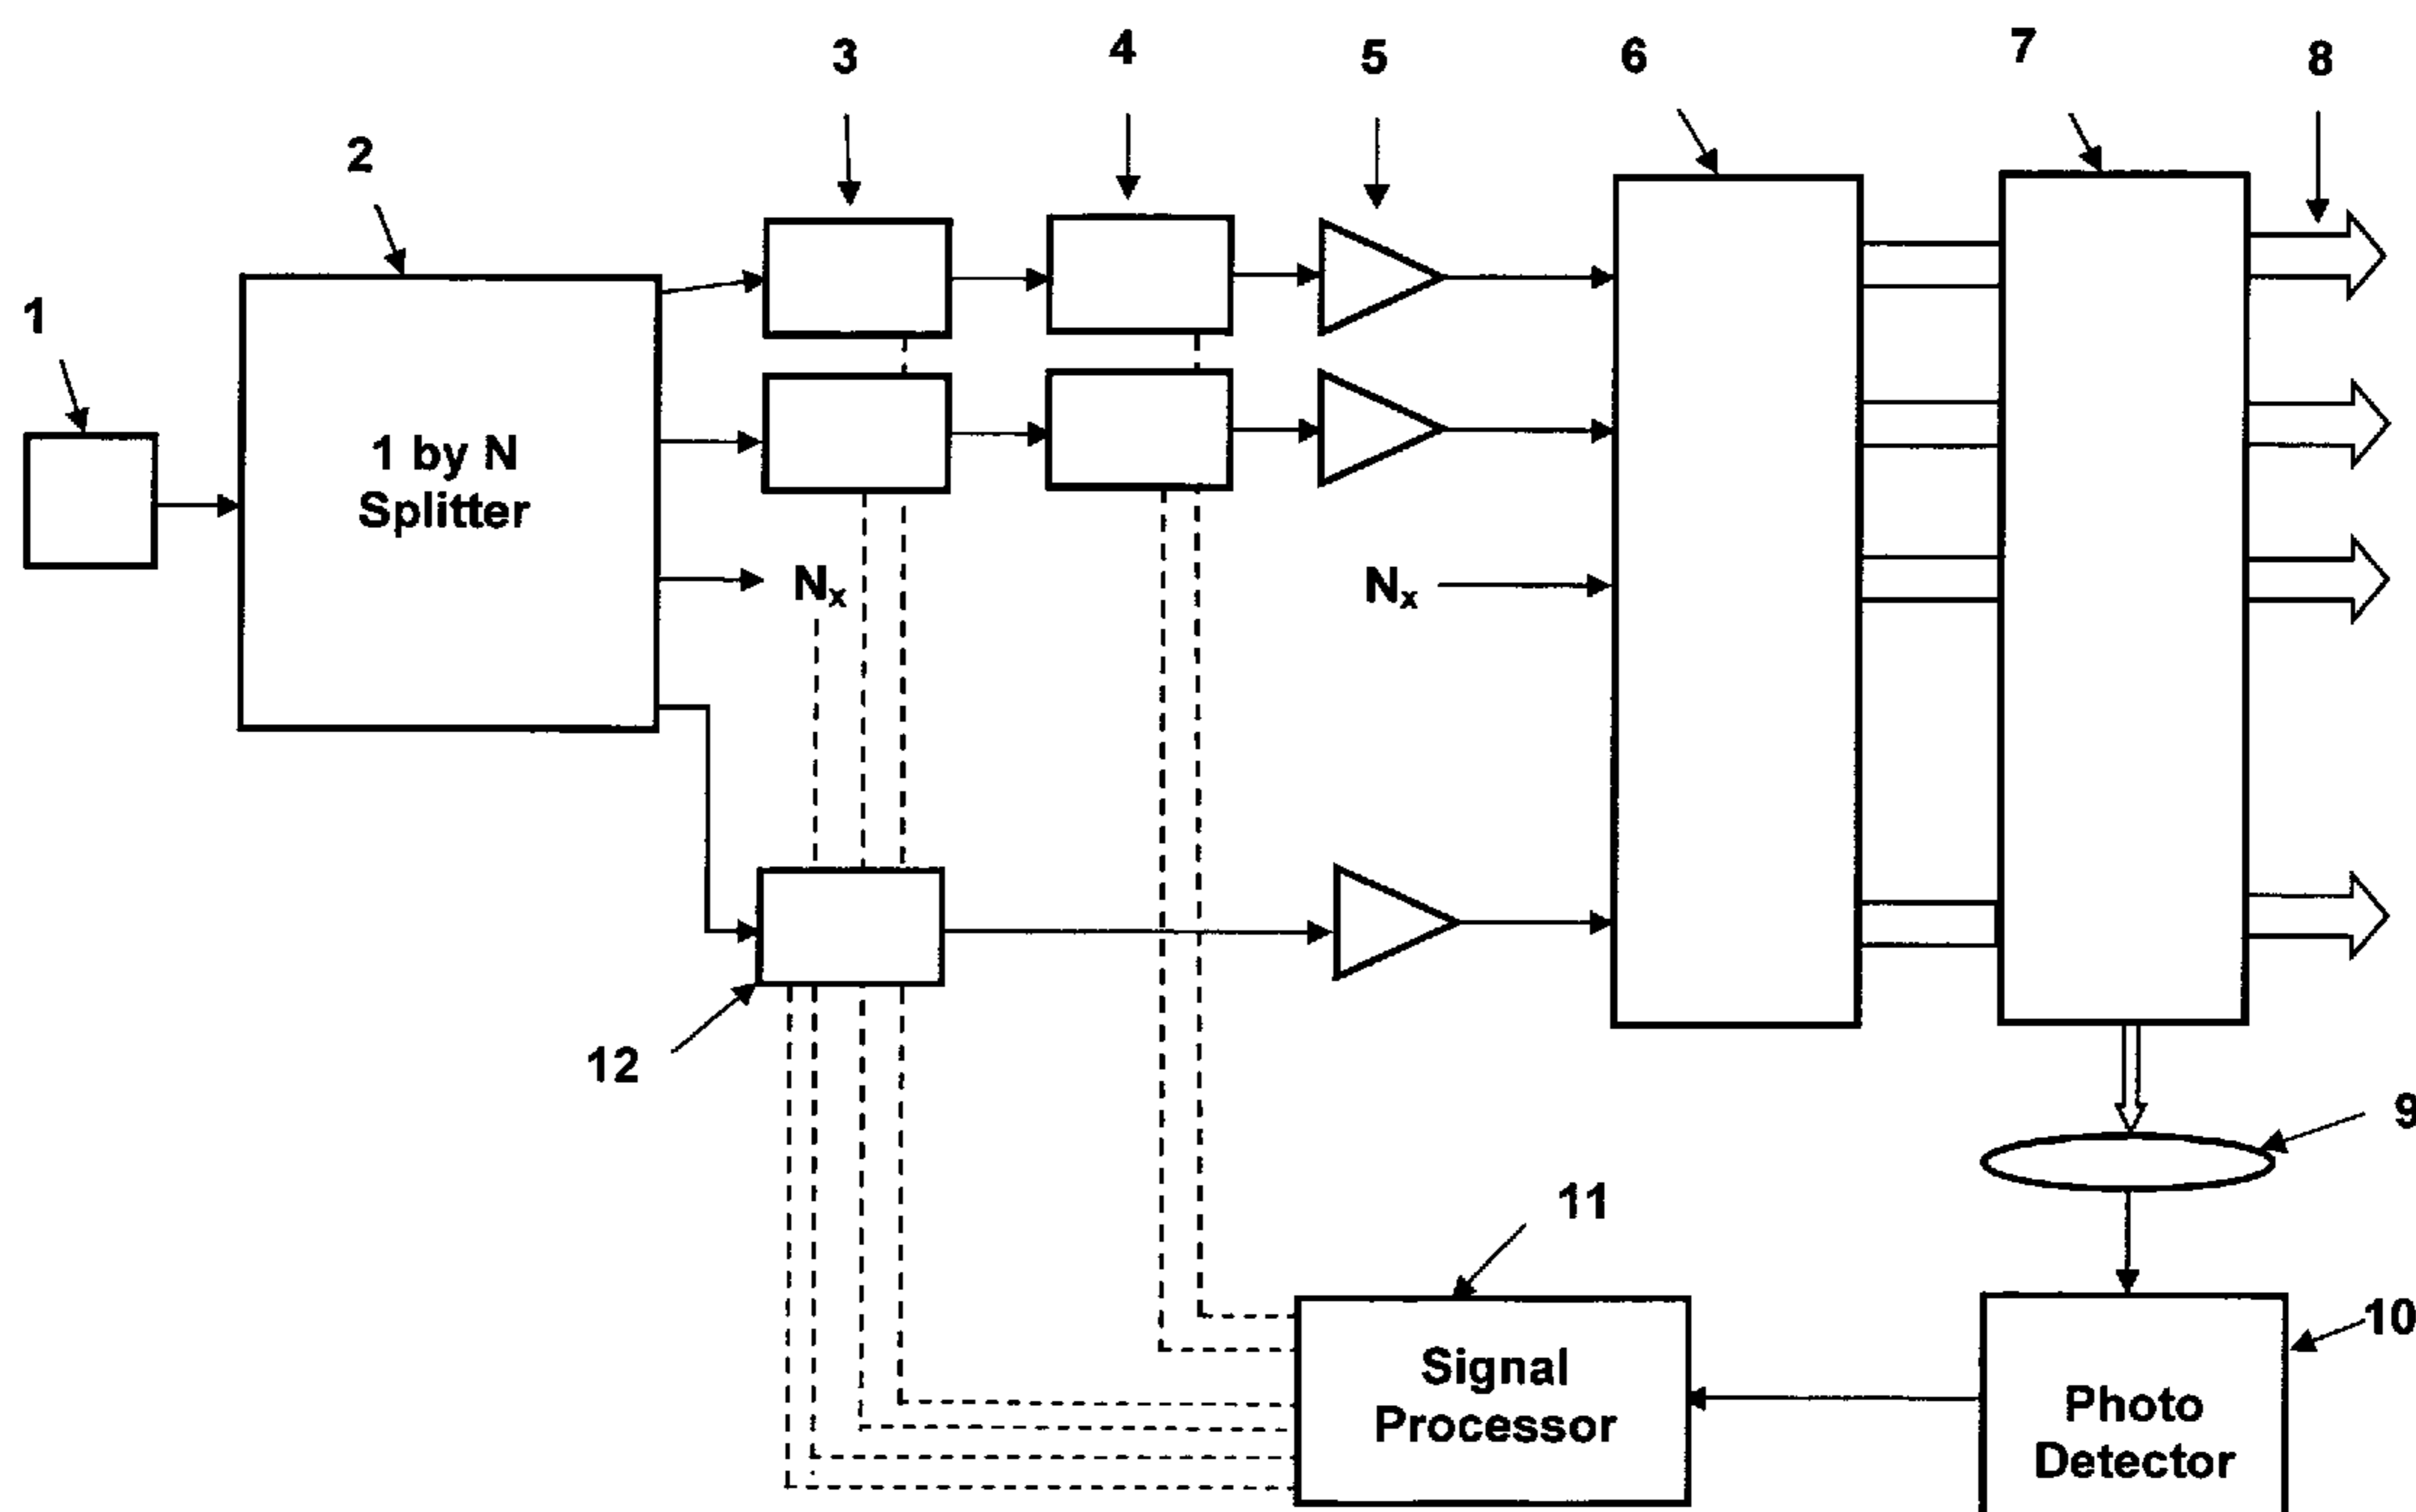 3
4
5
6
7
8
2
1
1 by N
Splitter
Nₓ
Nₓ
12
9
11
10
Signal
Processor
Photo
Detector